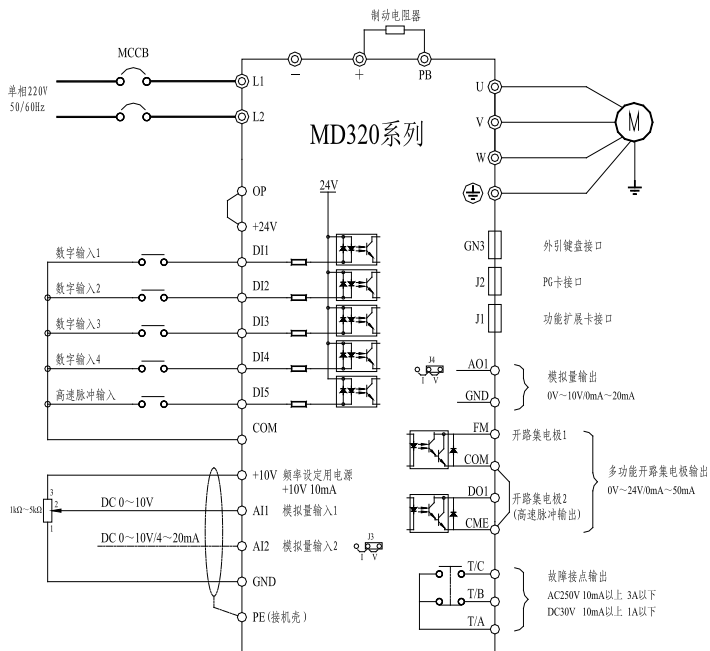 制动电阻器
MCCB
− + PB
单相220V
50/60Hz
L1
L2
MD320系列
U
V
W
M
OP
24V
+24V
数字输入1 DI1
数字输入2 DI2
数字输入3 DI3
数字输入4 DI4
高速脉冲输入 DI5
COM
GN3 外引键盘接口
J2 PG卡接口
J1 功能扩展卡接口
J4
I V
AO1
GND
模拟量输出
0V～10V/0mA～20mA
FM 开路集电极1
COM
DO1 开路集电极2
(高速脉冲输出)
CME
多功能开路集电极输出
0V～24V/0mA～50mA
+10V 频率设定用电源
+10V 10mA
3
2
1
1kΩ～5kΩ
DC 0～10V AI1 模拟量输入1
DC 0～10V/4～20mA AI2 模拟量输入2
J3
I V
GND
PE(接机壳)
T/C
T/B
T/A
故障接点输出
AC250V 10mA以上 3A以下
DC30V 10mA以上 1A以下